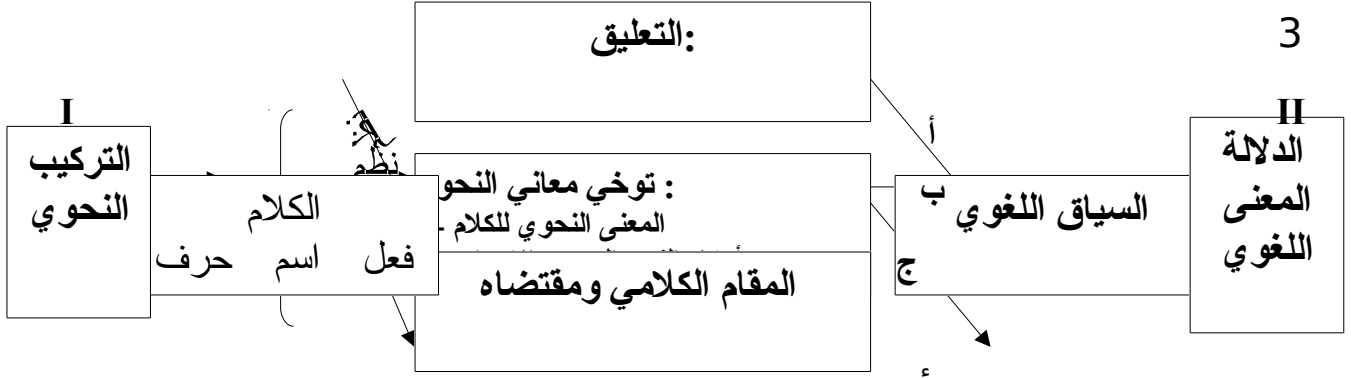 3
التعليق:
I
II
التركيب
النحوي
نظم
الكلام
فعل اسم حرف
توخي معاني النحو :
المعنى النحوي للكلام -
المقام الكلامي ومقتضاه
أ
ب
ج
السياق اللغوي
الدلالة
المعنى
اللغوي